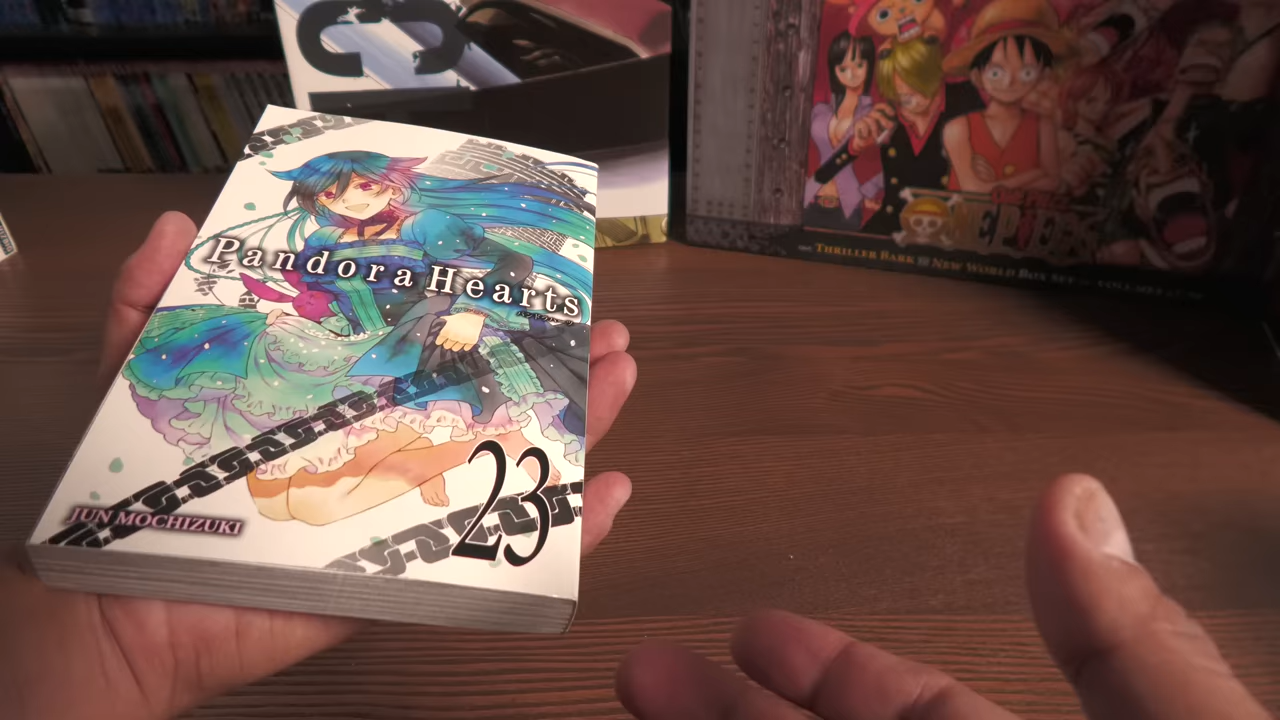 Pandora Hearts
パンドラハーツ
23
JUN MOCHIZUKI
ONE PIECE
THRILLER BARK TO NEW WORLD BOX SET